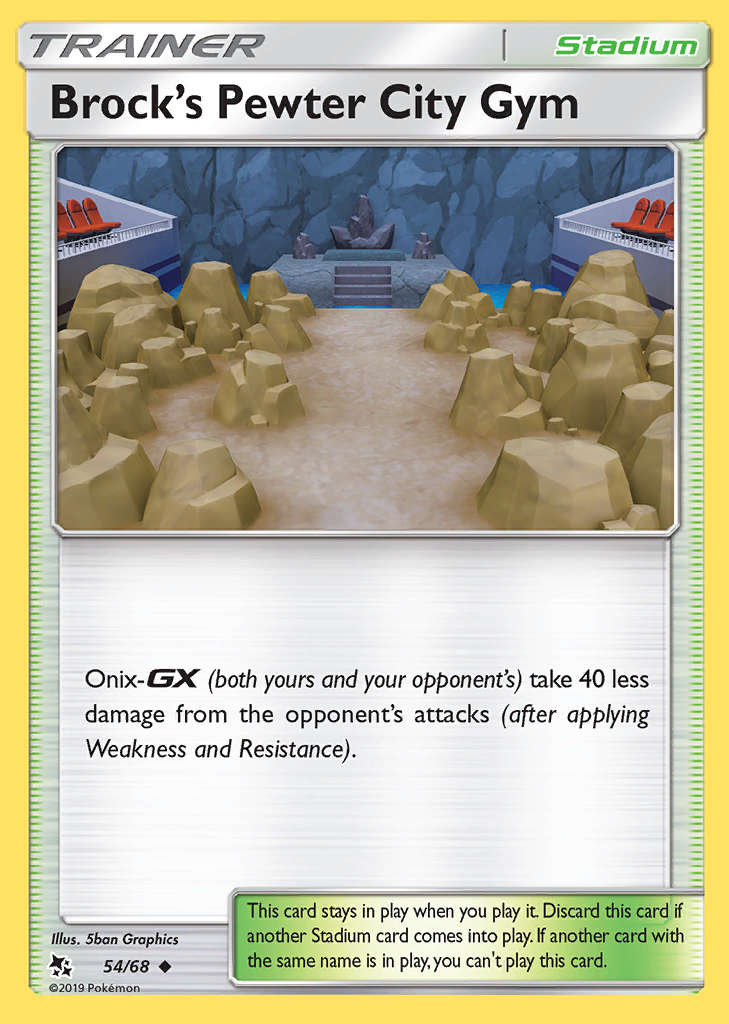 TRAINER
Stadium
Brock's Pewter City Gym
Onix-GX (both yours and your opponent's) take 40 less
damage from the opponent's attacks (after applying
Weakness and Resistance).
This card stays in play when you play it. Discard this card if
another Stadium card comes into play. If another card with
the same name is in play, you can't play this card.
Illus. 5ban Graphics
54/68
©2019 Pokémon